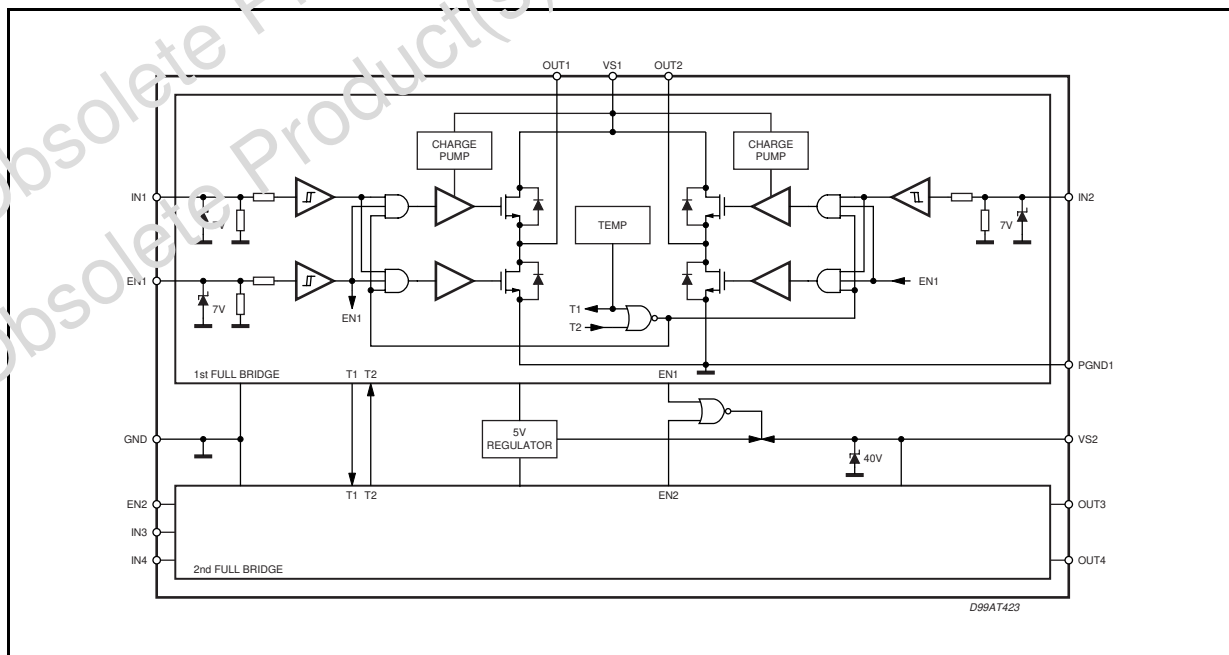 Obsolete Product(s)
OUT1 VS1 OUT2
CHARGE
PUMP
CHARGE
PUMP
IN1
IN2
7V
TEMP
7V
EN1
7V
EN1
T1
T2
EN1
PGND1
1st FULL BRIDGE
T1 T2
EN1
GND
5V
REGULATOR
VS2
40V
T1 T2
EN2
EN2
OUT3
IN3
IN4
OUT4
2nd FULL BRIDGE
D99AT423